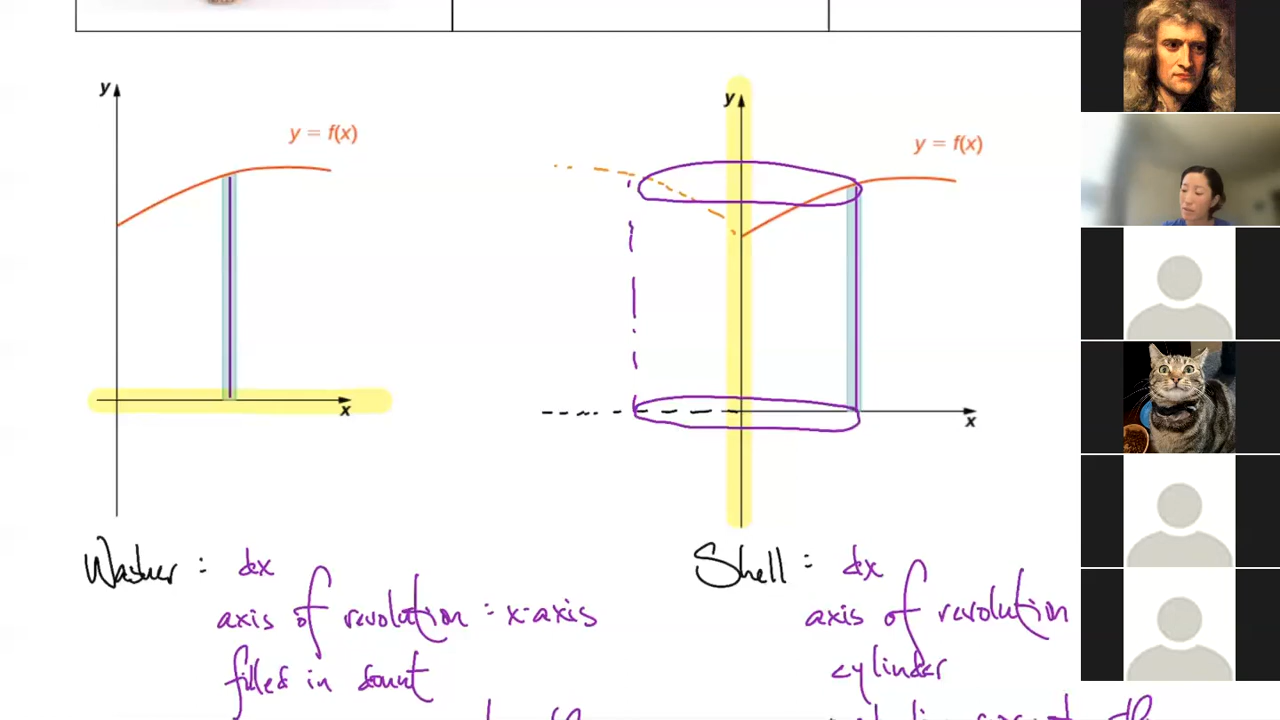 y
y = f(x)
x
y
y = f(x)
x
Washer : dx
axis of revolution = x-axis
filled in donut
Shell = dx
axis of revolution
cylinder